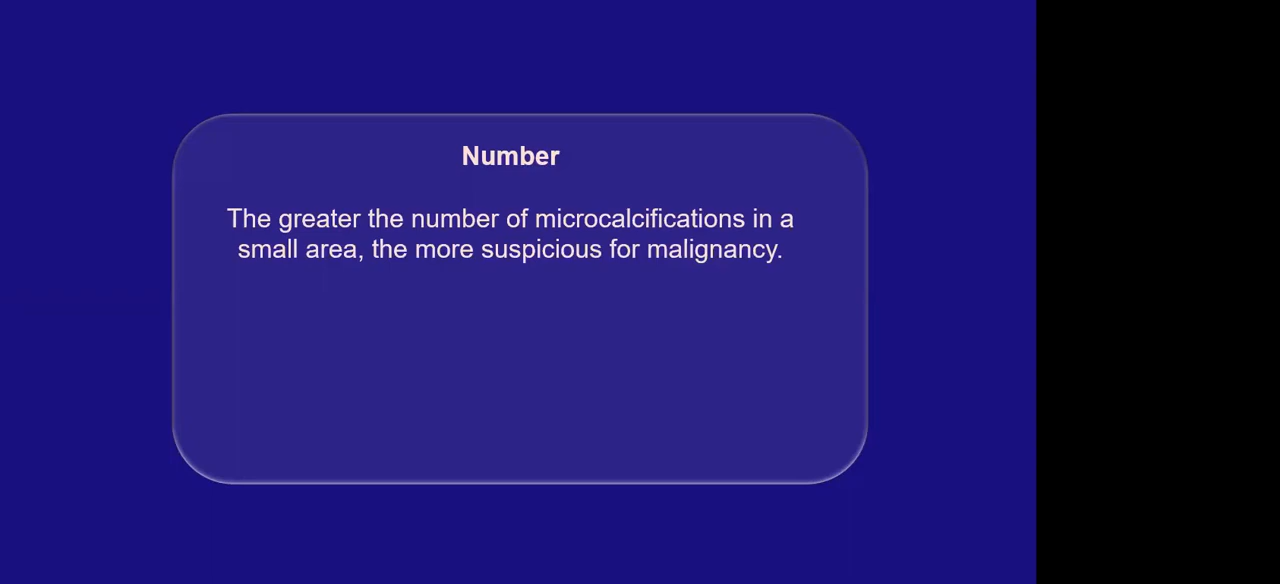 Number
The greater the number of microcalcifications in a
small area, the more suspicious for malignancy.